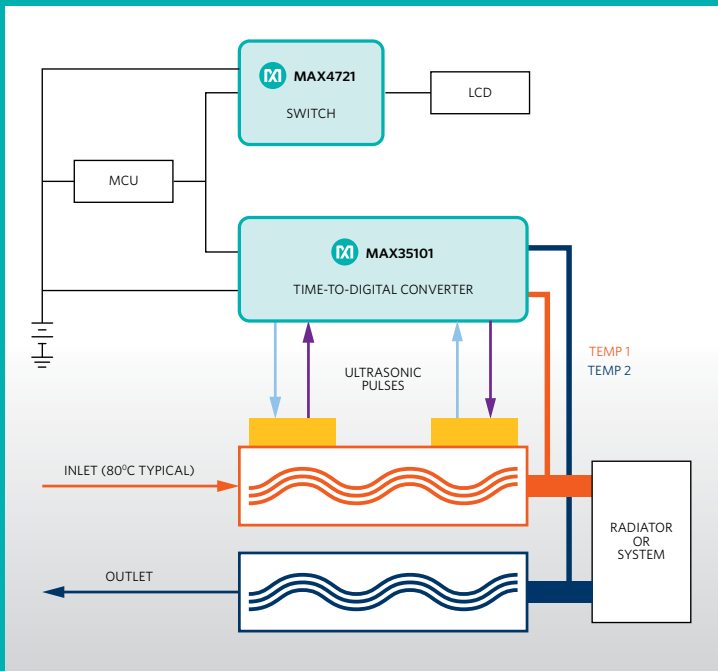 MAX4721
SWITCH
LCD
MCU
MAX35101
TIME-TO-DIGITAL CONVERTER
ULTRASONIC
PULSES
TEMP 1
TEMP 2
INLET (80⁰C TYPICAL)
RADIATOR
OR
SYSTEM
OUTLET